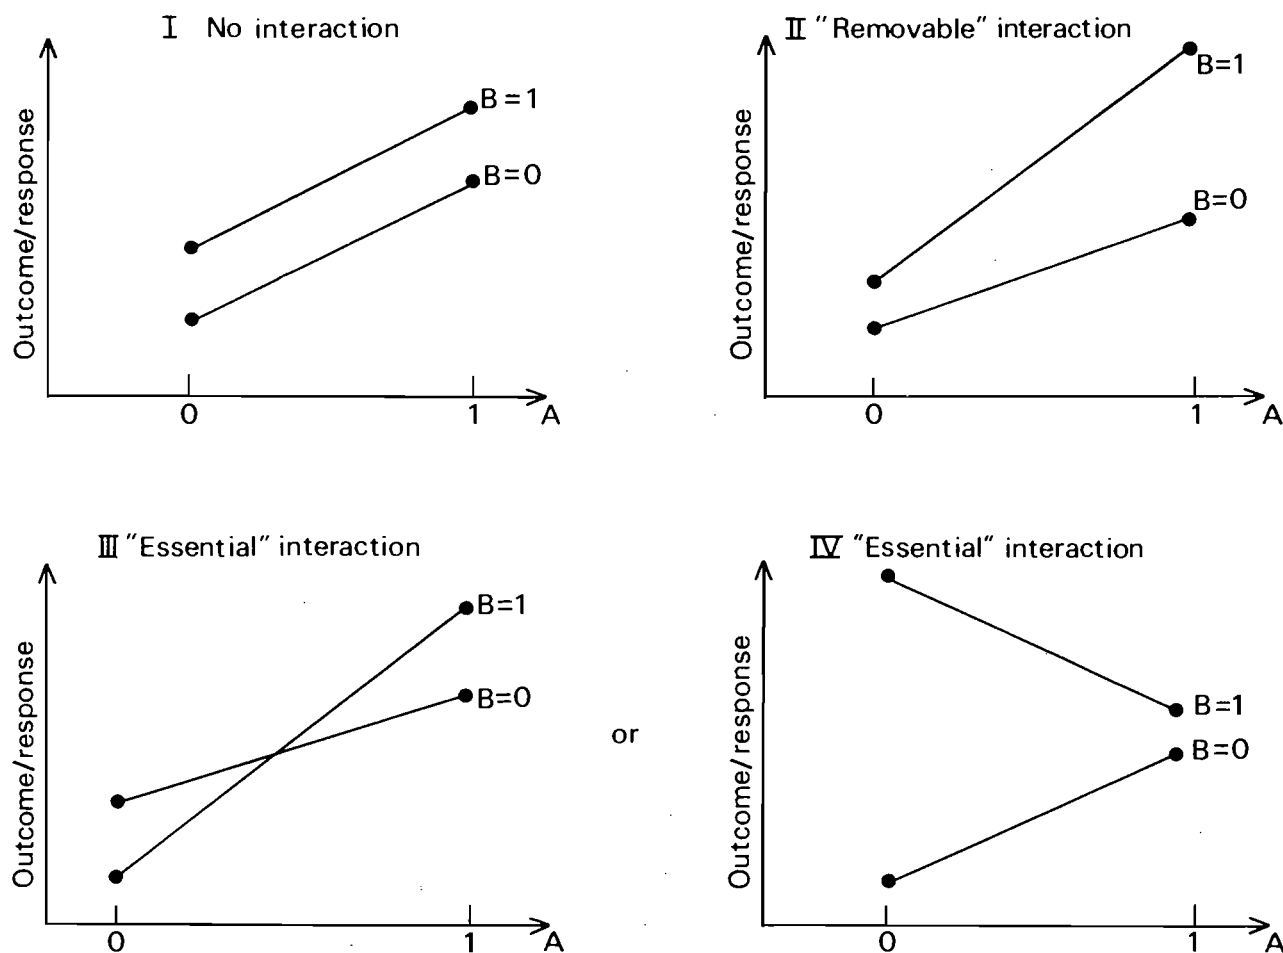 I No interaction
Outcome/response
B=1
B=0
0
1
A
II "Removable" interaction
Outcome/response
B=1
B=0
0
1
A
III "Essential" interaction
Outcome/response
B=1
B=0
0
1
A
or
IV "Essential" interaction
Outcome/response
B=1
B=0
0
1
A